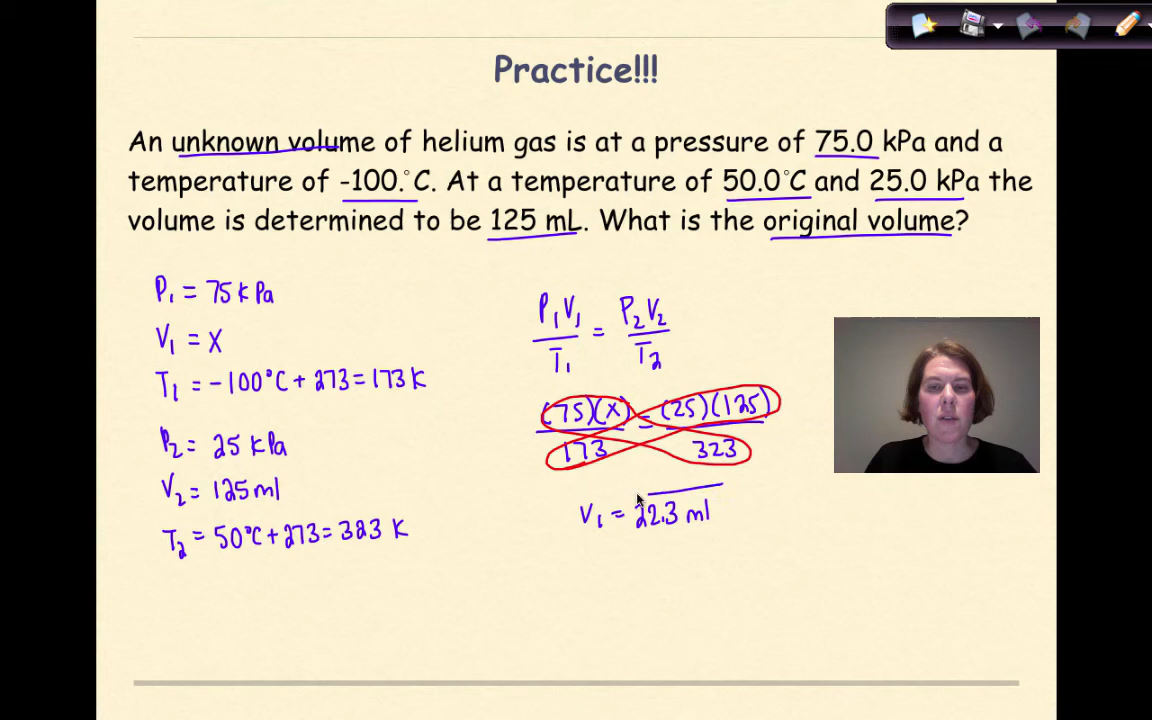 Practice!!!
An unknown volume of helium gas is at a pressure of 75.0 kPa and a
temperature of -100.°C. At a temperature of 50.0°C and 25.0 kPa the
volume is determined to be 125 mL. What is the original volume?
P₁ = 75 kPa
V₁ = X
T₁ = -100°C + 273 = 173 K
P₂ = 25 kPa
V₂ = 125 ml
T₂ = 50°C + 273 = 323 K
P₁V₁ = P₂V₂
T₁ T₂
(75)(x) = (25)(125)
173 323
V₁ = 22.3 ml